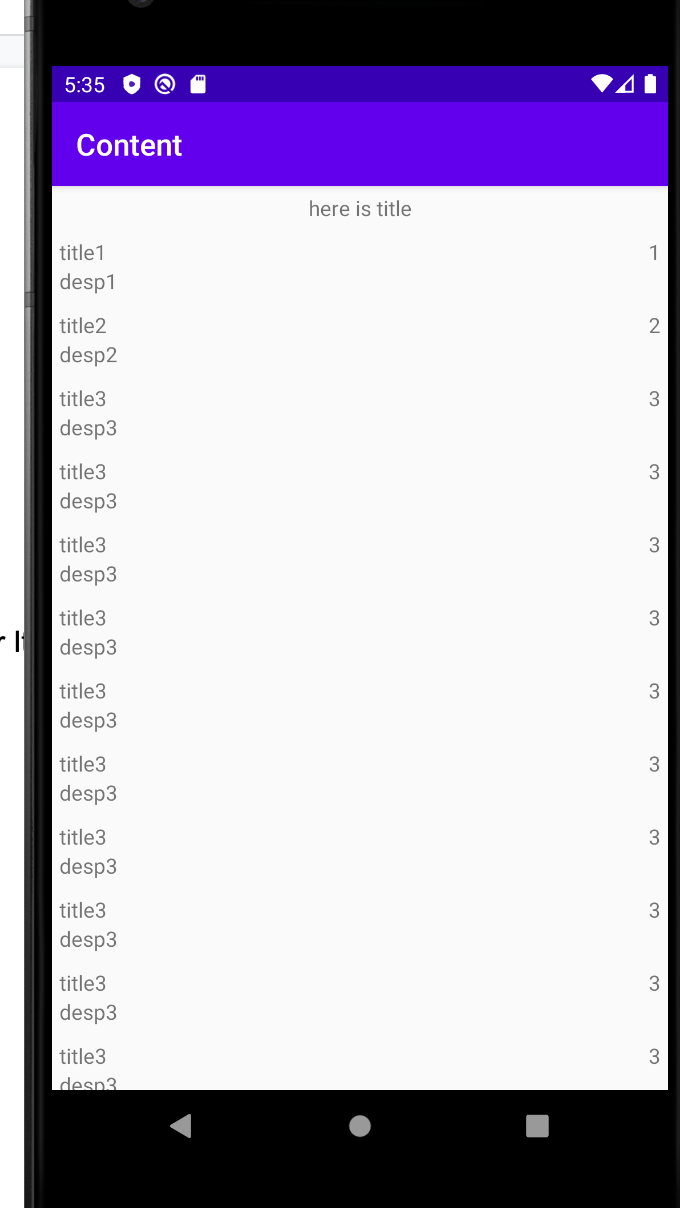 5:35
Content
here is title
title1 1
desp1
title2 2
desp2
title3 3
desp3
title3 3
desp3
title3 3
desp3
title3 3
desp3
title3 3
desp3
title3 3
desp3
title3 3
desp3
title3 3
desp3
title3 3
desp3
title3 3
desp3